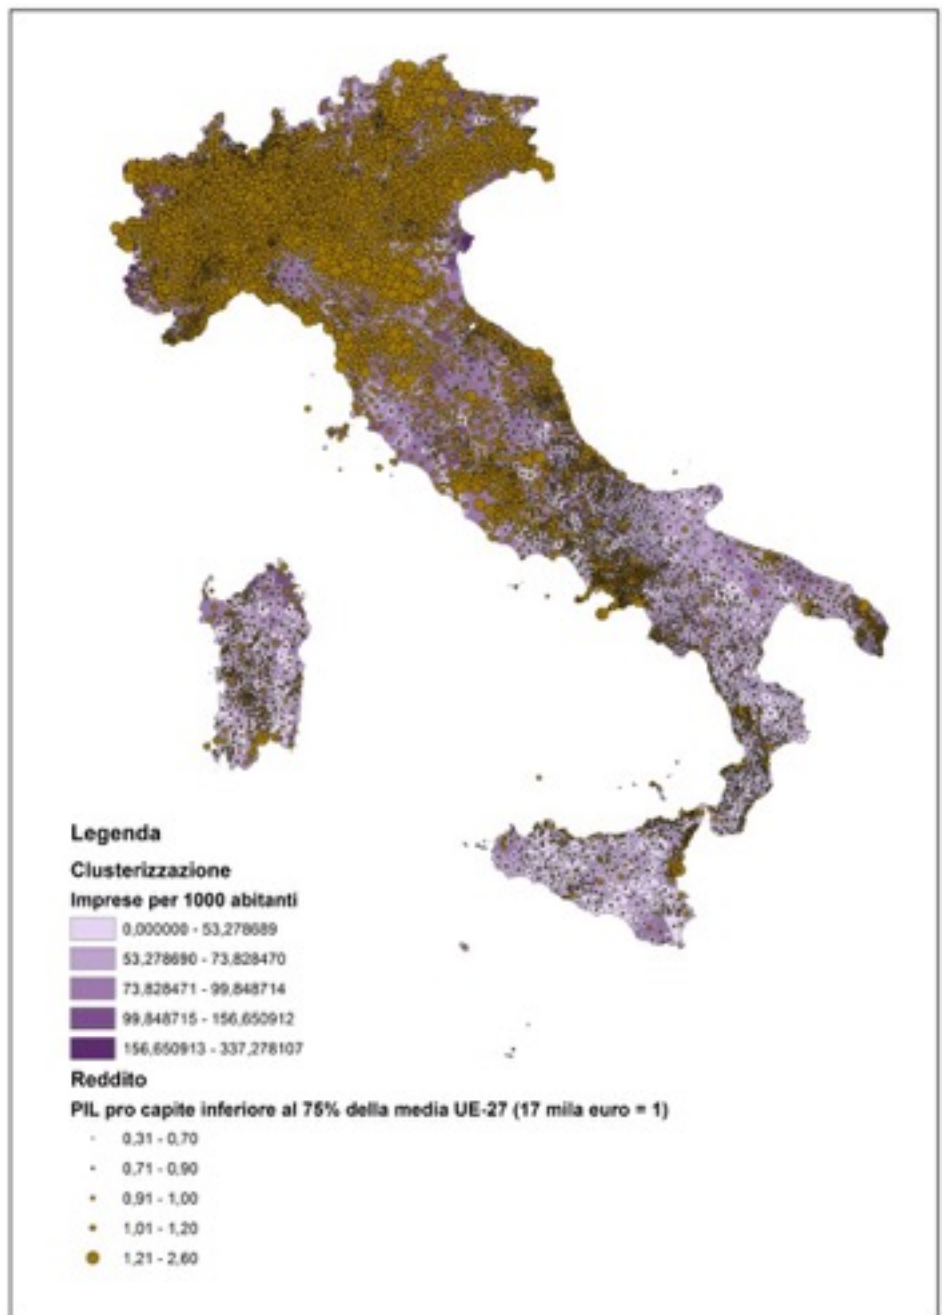 Legenda
Clusterizzazione
Imprese per 1000 abitanti
0,000000 - 53,278689
53,278690 - 73,828470
73,828471 - 99,848714
99,848715 - 156,650912
156,650913 - 337,278107
Reddito
PIL pro capite inferiore al 75% della media UE-27 (17 mila euro = 1)
0,31 - 0,70
0,71 - 0,90
0,91 - 1,00
1,01 - 1,20
1,21 - 2,60